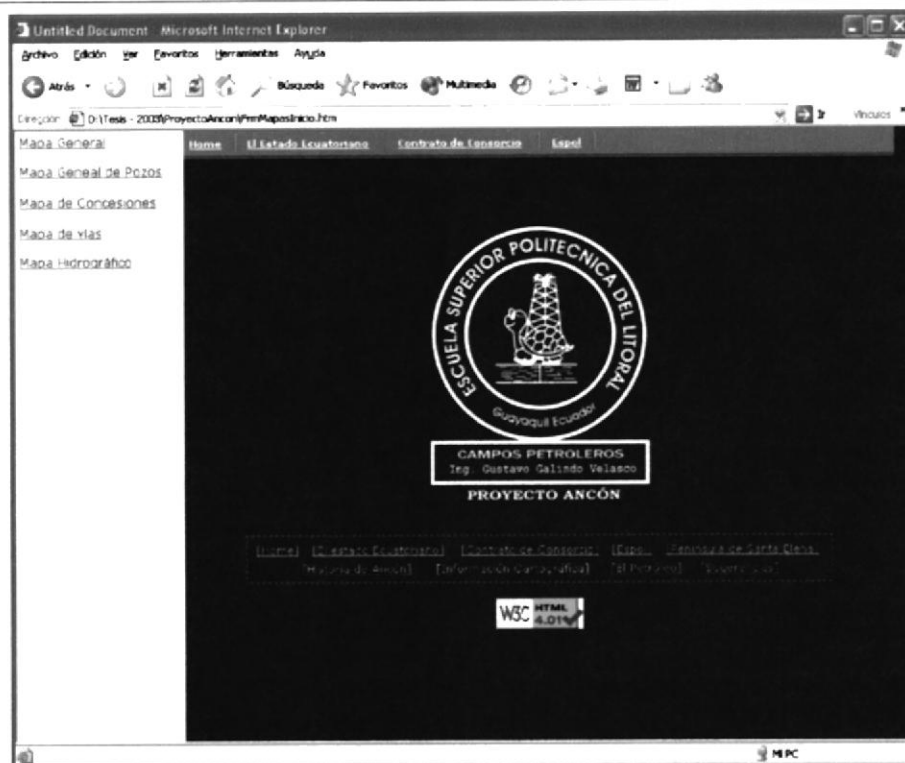 Untitled Document - Microsoft Internet Explorer
Archivo Edición Ver Favoritos Herramientas Ayuda
Atrás Búsqueda Favoritos Multimedia
Dirección D:\Tesis - 2003\ProyectoAncon\FrmMapasInicio.htm Ir Vínculos
Mapa General
Mapa Geneal de Pozos
Mapa de Concesiones
Mapa de vías
Mapa Hidrográfico
Home El Estado Ecuatoriano Contrato de Consorcio Espol
ESCUELA SUPERIOR POLITECNICA DEL LITORAL
Guayaquil Ecuador
CAMPOS PETROLEROS
Ing. Gustavo Galindo Velasco
PROYECTO ANCÓN
[Home] [El estado Ecuatoriano] [Contrato de Consorcio] [Espol] [Peninsula de Santa Elena]
[Historia de Ancón] [Información Cartográfica] [El Petróleo] [Sugerencias]
W3C HTML 4.01
MI PC